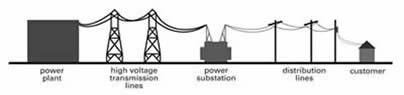 power
plant
high voltage
transmission
lines
power
substation
distribution
lines
customer